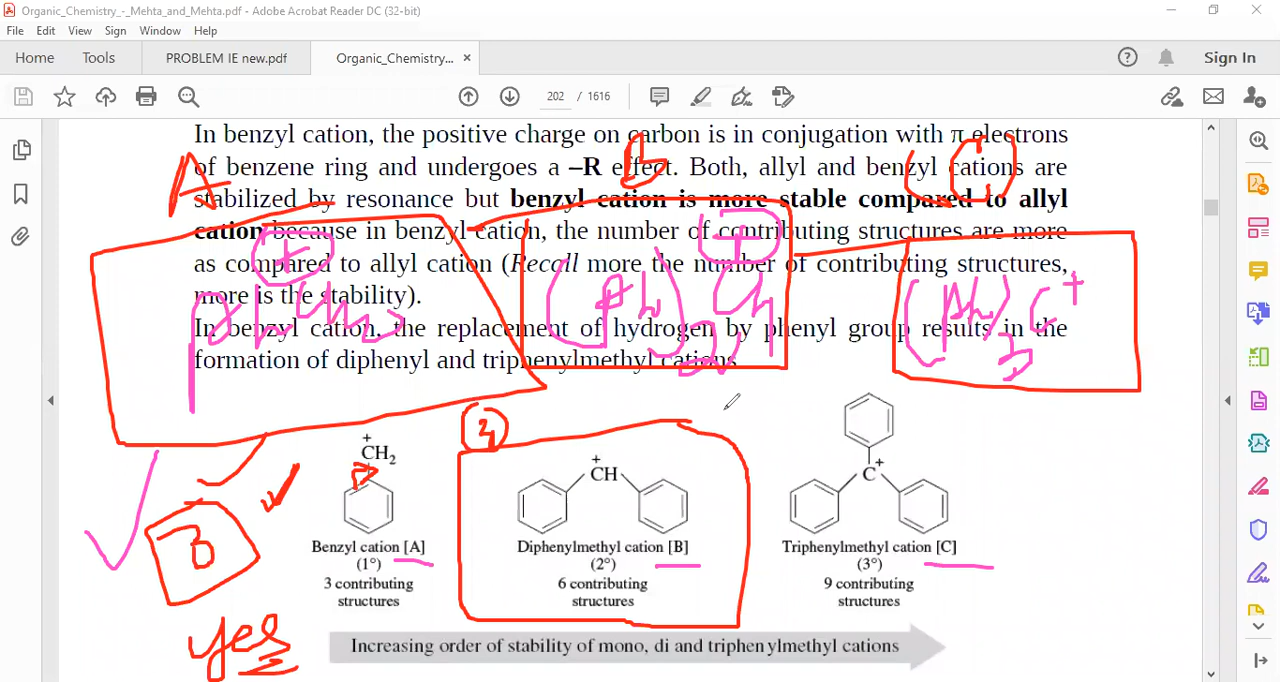 Organic_Chemistry_-_Mehta_and_Mehta.pdf - Adobe Acrobat Reader DC (32-bit)
File Edit View Sign Window Help
Home Tools PROBLEM IE new.pdf Organic_Chemistry... × Sign In
202 / 1616
In benzyl cation, the positive charge on carbon is in conjugation with π electrons
of benzene ring and undergoes a –R effect. Both, allyl and benzyl cations are
stabilized by resonance but benzyl cation is more stable compared to allyl
cation because in benzyl cation, the number of contributing structures are more
as compared to allyl cation (Recall more the number of contributing structures,
more is the stability).
In benzyl cation, the replacement of hydrogen by phenyl group results in the
formation of diphenyl and triphenylmethyl cations.
A B C
PhCH2 + (Ph)2CH + (Ph)3C+
+CH2 +CH C+
Benzyl cation [A] Diphenylmethyl cation [B] Triphenylmethyl cation [C]
(1°) (2°) (3°)
3 contributing structures 6 contributing structures 9 contributing structures
B
yes
Increasing order of stability of mono, di and triphenylmethyl cations